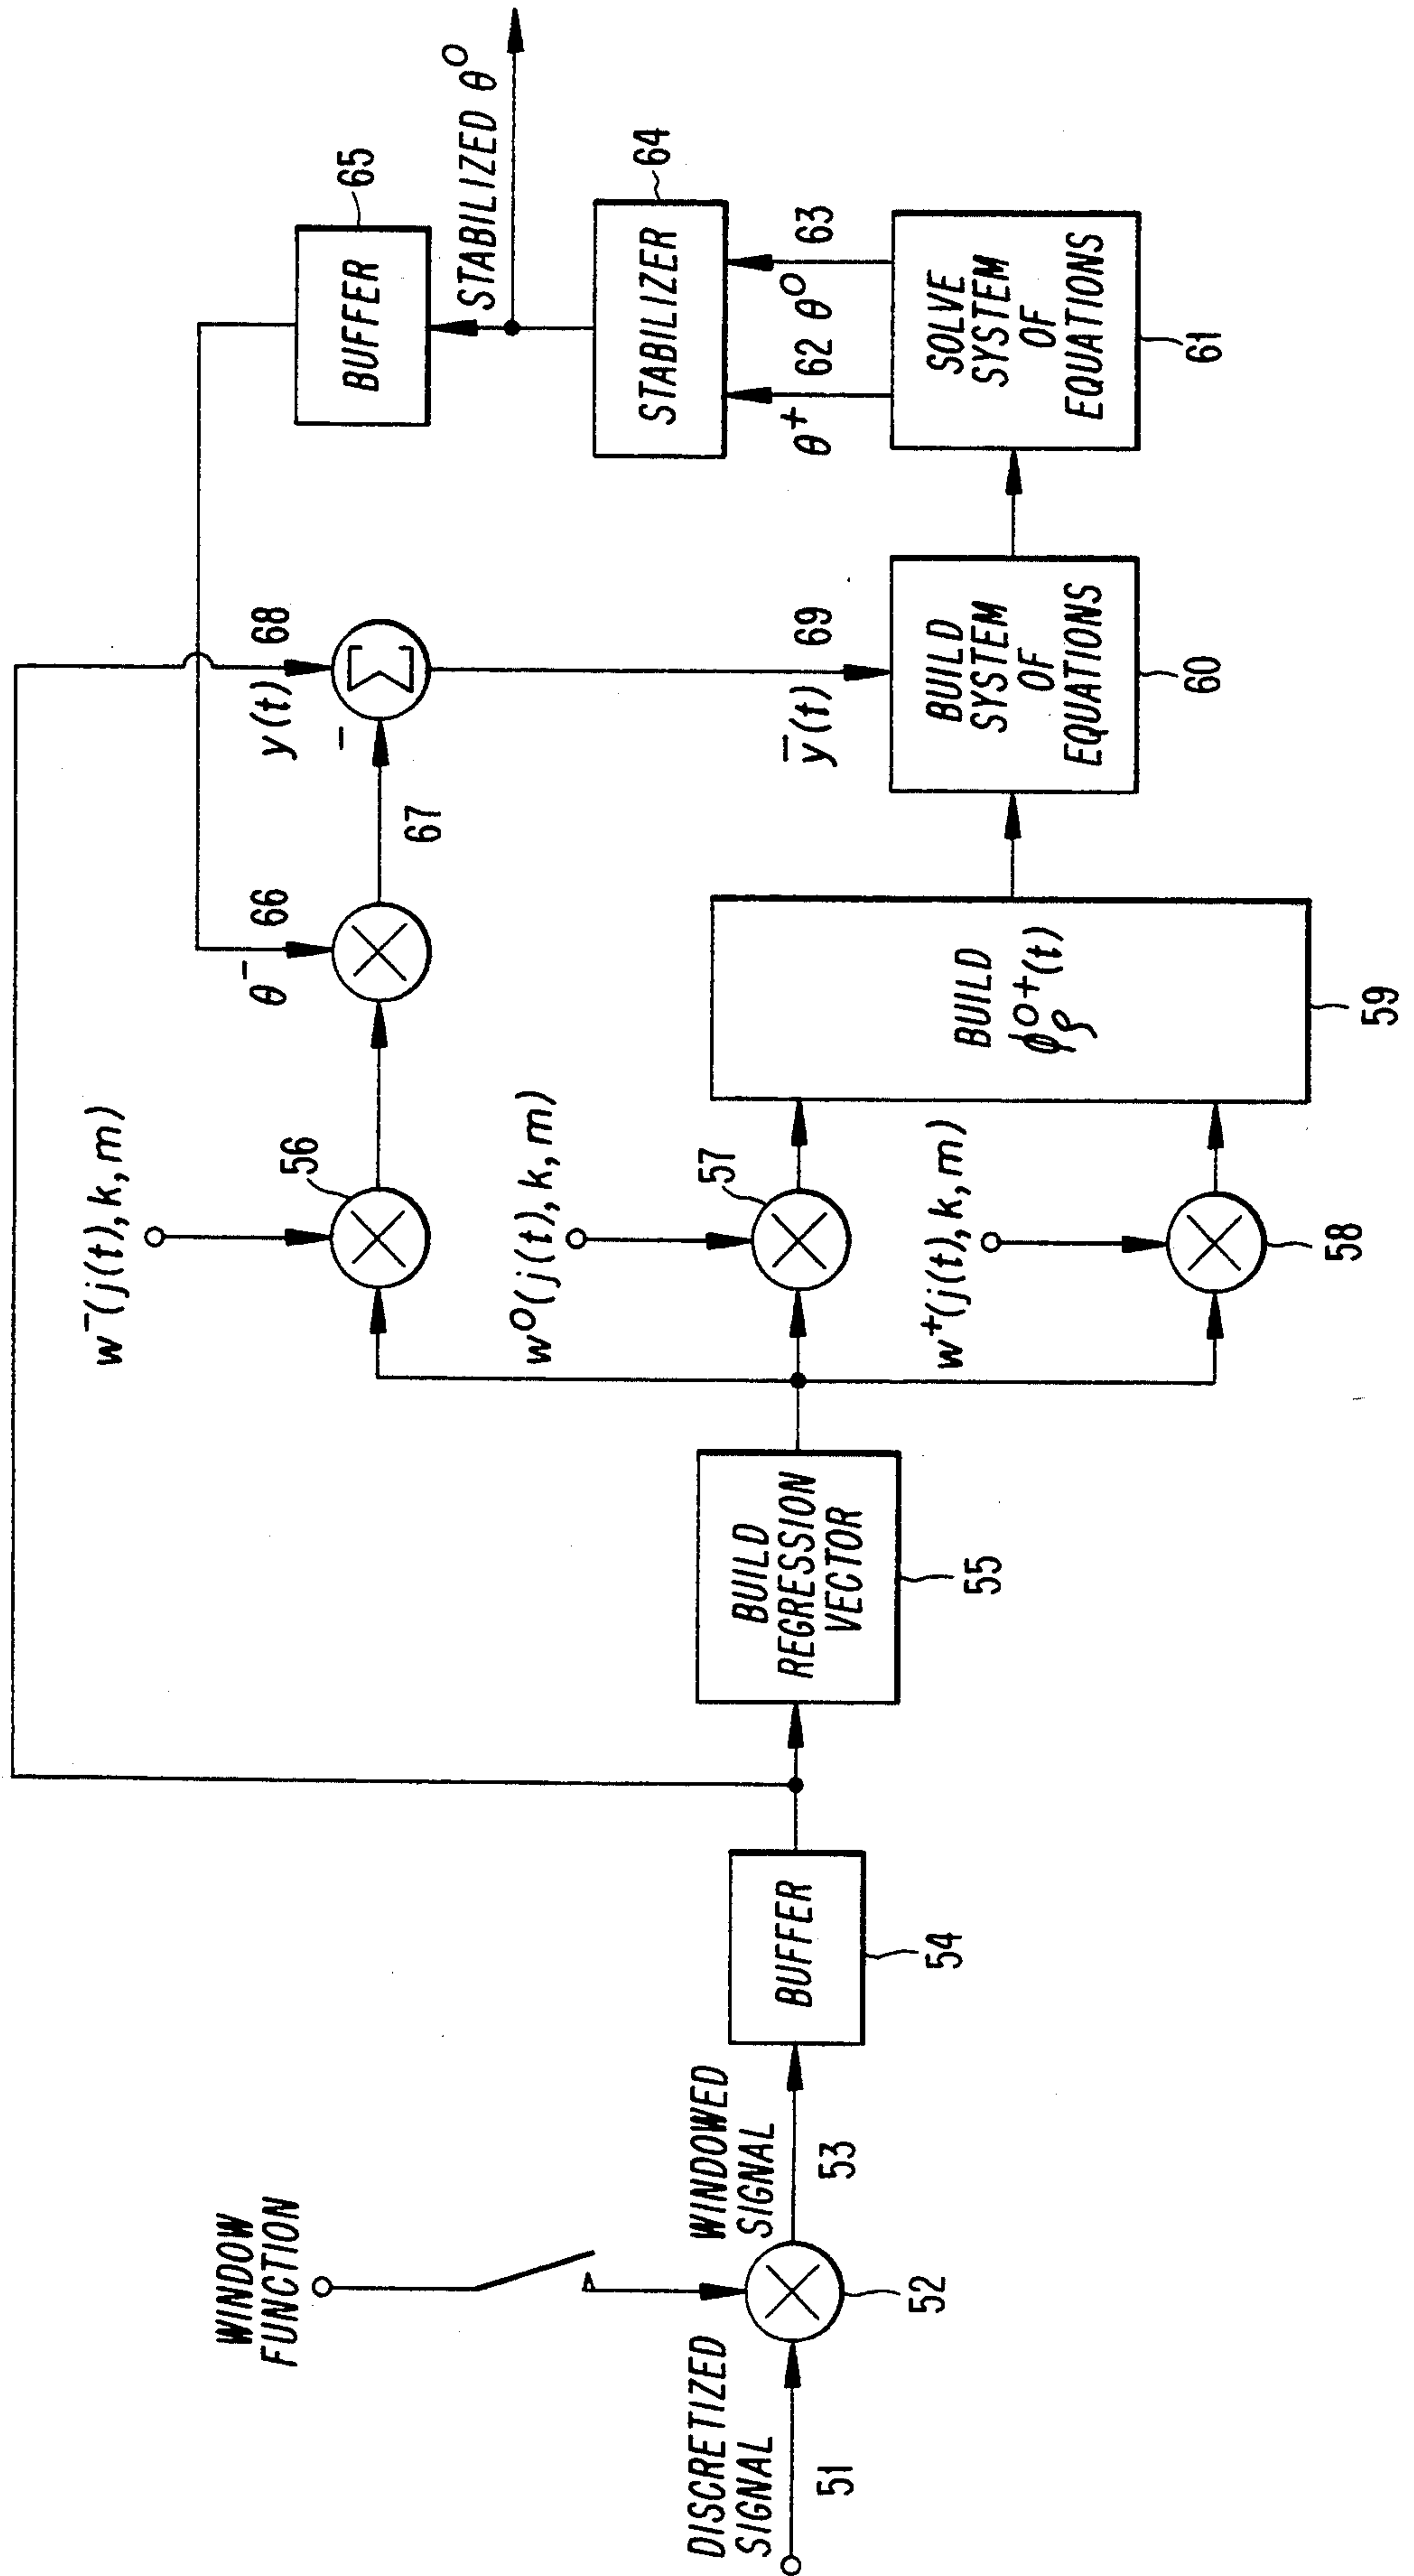 DISCRETIZED
SIGNAL
51
WINDOW
FUNCTION
52
WINDOWED
SIGNAL
53
BUFFER
54
BUILD
REGRESSION
VECTOR
55
w⁻(j(t),k,m)
56
w⁰(j(t),k,m)
57
w⁺(j(t),k,m)
58
BUILD
59
θ⁻ 66
67
y(t) 68
−
Σ
ȳ(t) 69
BUILD
SYSTEM
OF
EQUATIONS
60
SOLVE
SYSTEM
OF
EQUATIONS
61
θ⁺ 62 θ⁰ 63
STABILIZER
64
BUFFER
65
STABILIZED θ⁰